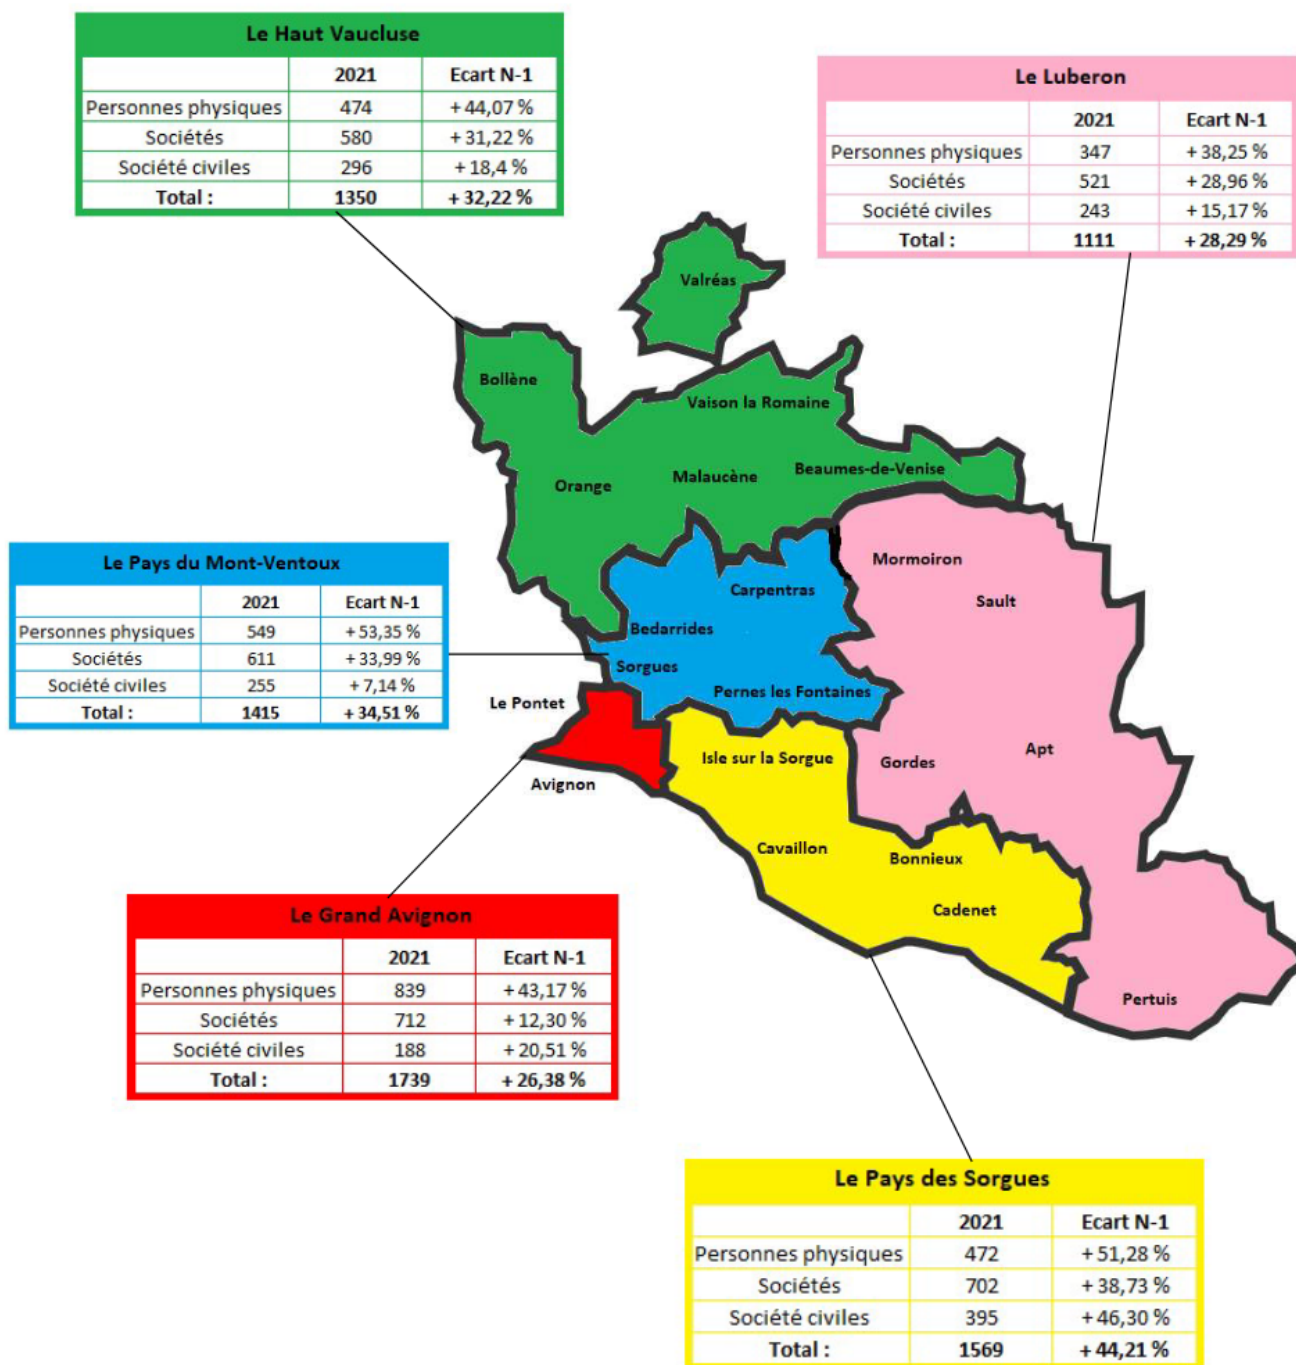 Le Haut Vaucluse
2021 Ecart N-1
Personnes physiques 474 + 44,07 %
Sociétés 580 + 31,22 %
Société civiles 296 + 18,4 %
Total : 1350 + 32,22 %
Le Luberon
2021 Ecart N-1
Personnes physiques 347 + 38,25 %
Sociétés 521 + 28,96 %
Société civiles 243 + 15,17 %
Total : 1111 + 28,29 %
Valréas
Bollène
Vaison la Romaine
Beaumes-de-Venise
Malaucène
Orange
Mormoiron
Carpentras
Sault
Bedarrides
Sorgues
Pernes les Fontaines
Le Pays du Mont-Ventoux
2021 Ecart N-1
Personnes physiques 549 + 53,35 %
Sociétés 611 + 33,99 %
Société civiles 255 + 7,14 %
Total : 1415 + 34,51 %
Le Pontet
Avignon
Isle sur la Sorgue
Gordes
Apt
Cavaillon
Bonnieux
Cadenet
Pertuis
Le Grand Avignon
2021 Ecart N-1
Personnes physiques 839 + 43,17 %
Sociétés 712 + 12,30 %
Société civiles 188 + 20,51 %
Total : 1739 + 26,38 %
Le Pays des Sorgues
2021 Ecart N-1
Personnes physiques 472 + 51,28 %
Sociétés 702 + 38,73 %
Société civiles 395 + 46,30 %
Total : 1569 + 44,21 %